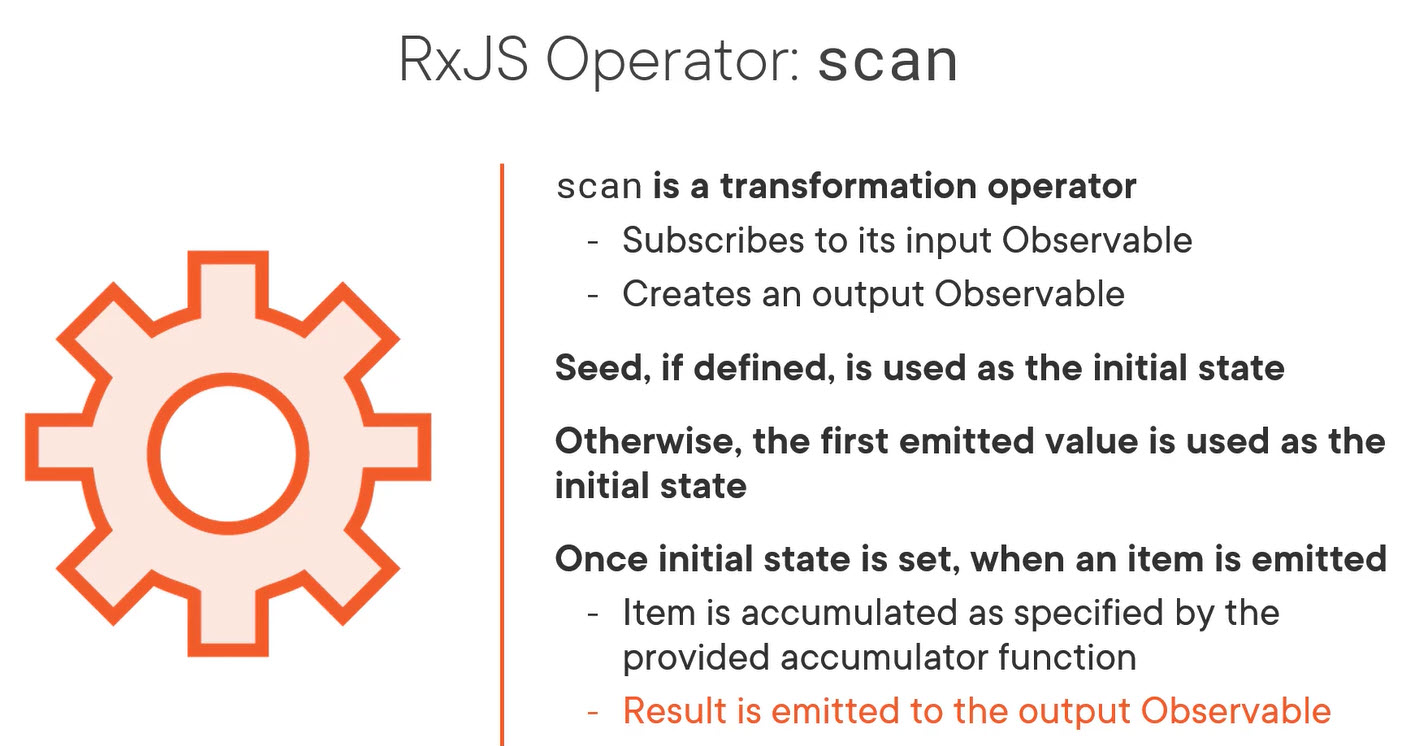 RxJS Operator: scan
scan is a transformation operator
- Subscribes to its input Observable
- Creates an output Observable
Seed, if defined, is used as the initial state
Otherwise, the first emitted value is used as the
initial state
Once initial state is set, when an item is emitted
- Item is accumulated as specified by the
provided accumulator function
- Result is emitted to the output Observable